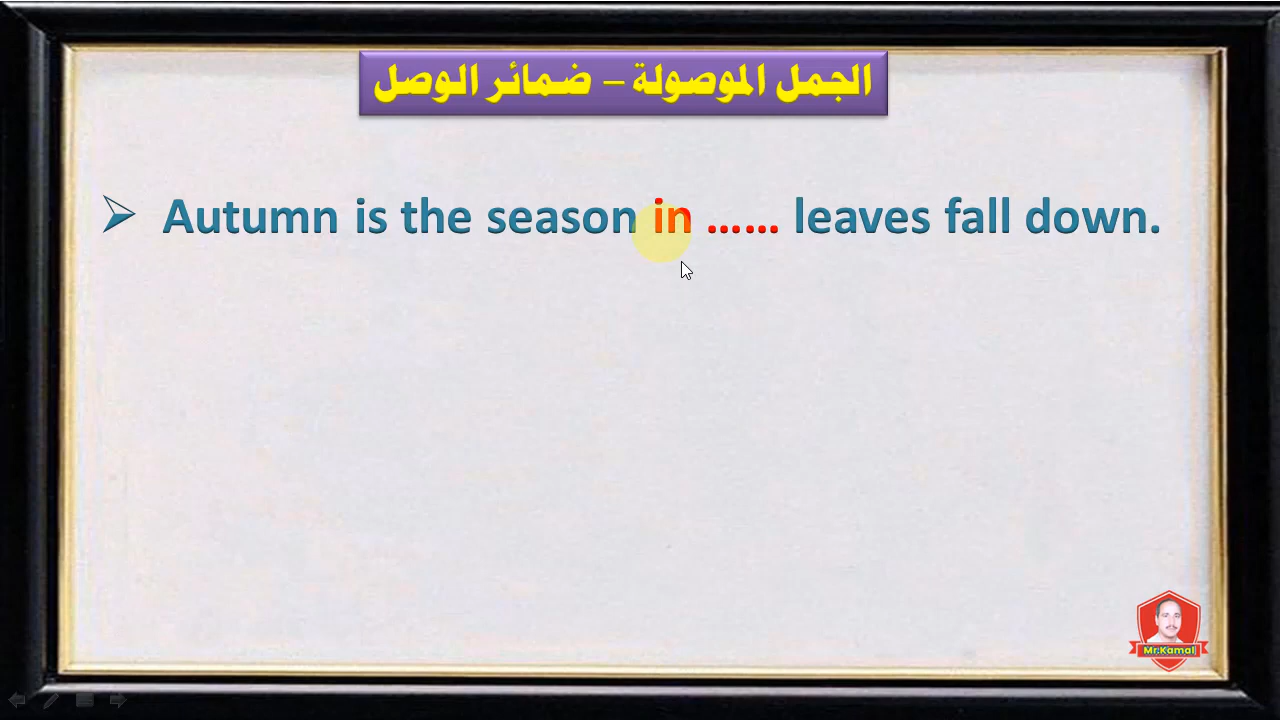 الجمل الموصولة – ضمائر الوصل
Autumn is the season in ...... leaves fall down.
Mr.Kamal